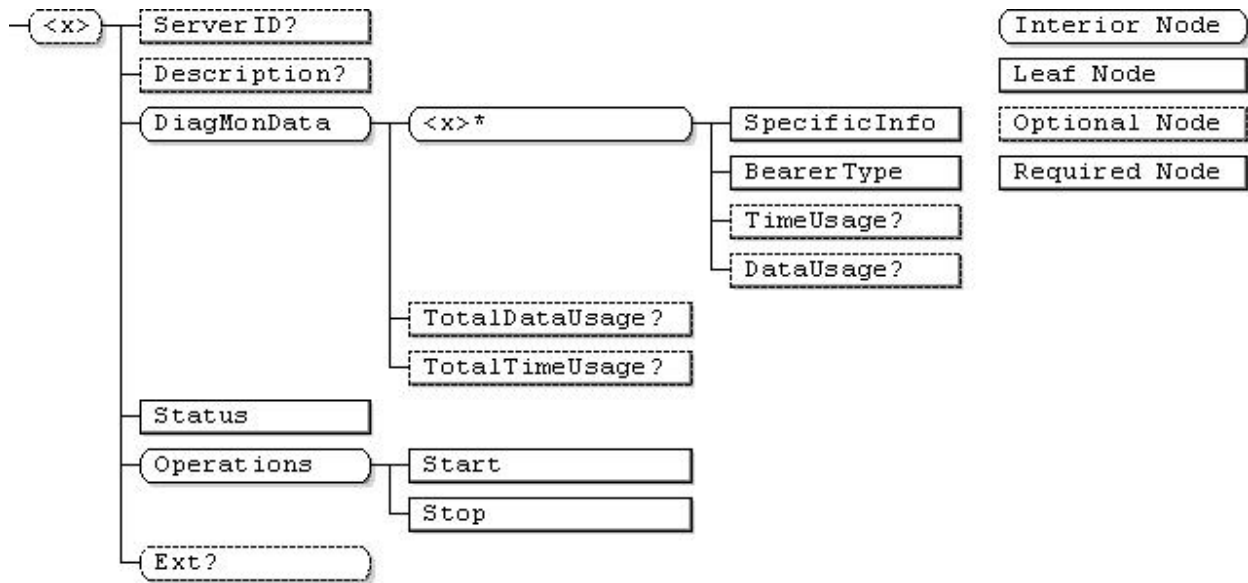 <x>
ServerID?
Description?
DiagMonData
<x>*
SpecificInfo
BearerType
TimeUsage?
DataUsage?
TotalDataUsage?
TotalTimeUsage?
Status
Operations
Start
Stop
Ext?
Interior Node
Leaf Node
Optional Node
Required Node